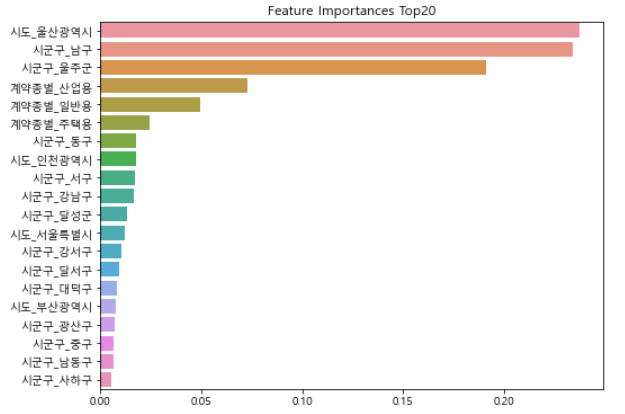 Feature Importances Top20
시도_울산광역시
시군구_남구
시군구_울주군
계약종별_산업용
계약종별_일반용
계약종별_주택용
시군구_동구
시도_인천광역시
시군구_서구
시군구_강남구
시군구_달성군
시도_서울특별시
시군구_강서구
시군구_달서구
시군구_대덕구
시도_부산광역시
시군구_광산구
시군구_중구
시군구_남동구
시군구_사하구
0.00 0.05 0.10 0.15 0.20